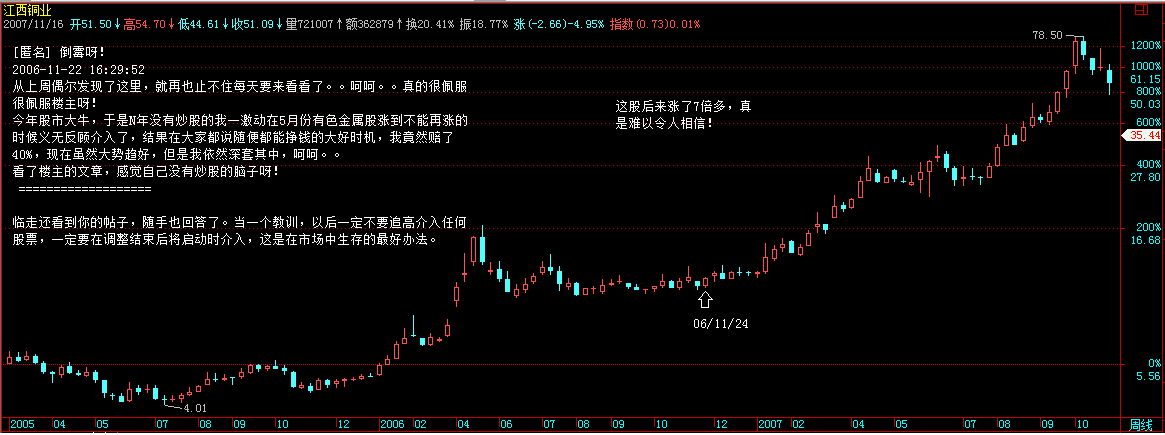 江西铜业
2007/11/16 开51.50↓高54.70↓低44.61↓收51.09↓量721007↑额362879↑换20.41% 振18.77% 涨(-2.66)-4.95% 指数(0.73)0.01%
[匿名] 倒霉呀!
2006-11-22 16:29:52
从上周偶尔发现了这里，就再也止不住每天要来看看了。。呵呵。。真的很佩服
很佩服楼主呀!
今年股市大牛，于是N年没有炒股的我一激动在5月份有色金属股涨到不能再涨的
时候义无反顾介入了，结果在大家都说随便都能挣钱的大好时机，我竟然赔了
40%，现在虽然大势趋好，但是我依然深套其中，呵呵。。
看了楼主的文章，感觉自己没有炒股的脑子呀!
===================
临走还看到你的帖子，随手也回答了。当一个教训，以后一定不要追高介入任何
股票，一定要在调整结束后将启动时介入，这是在市场中生存的最好办法。
这股后来涨了7倍多，真
是难以令人相信!
78.50
06/11/24
4.01
1200%
1000%
61.15
800%
50.03
600%
35.44
400%
27.80
200%
16.68
0%
5.56
2005 04 05 07 08 09 10 12 2006 02 04 06 07 08 09 10 12 2007 02 04 05 07 08 09 10 周线